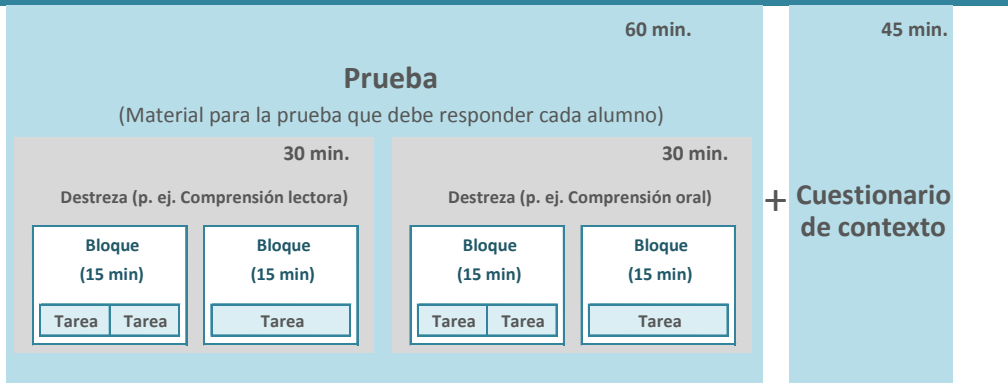 60 min.
Prueba
(Material para la prueba que debe responder cada alumno)
30 min.
Destreza (p. ej. Comprensión lectora)
Bloque
(15 min)
Tarea
Tarea
Bloque
(15 min)
Tarea
30 min.
Destreza (p. ej. Comprensión oral)
Bloque
(15 min)
Tarea
Tarea
Bloque
(15 min)
Tarea
+
45 min.
Cuestionario
de contexto